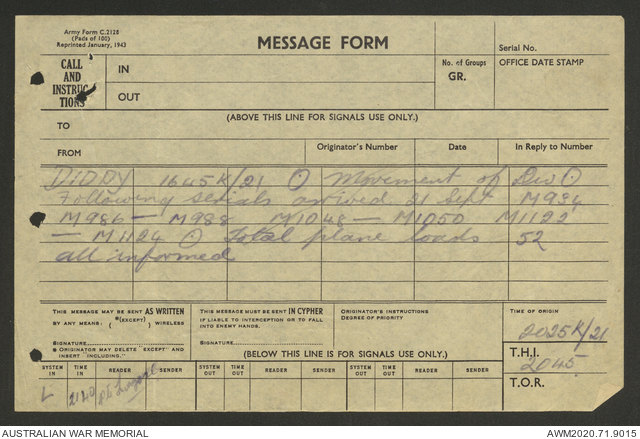 Army Form C.2128
(Pads of 100)
Reprinted January, 1943
MESSAGE FORM
Serial No.
CALL
AND
INSTRUCTIONS
IN
OUT
No. of Groups
GR.
OFFICE DATE STAMP
(ABOVE THIS LINE FOR SIGNALS USE ONLY.)
TO
FROM
Originator's Number
Date
In Reply to Number
DIDDY 1645K/21 ⊙ Movement of Div ⊙
Following serials arrived 21 Sept M934
M986 — M988 M1048 — M1050 M1122
— M1124 ⊙ Total plane loads 52
all informed
THIS MESSAGE MAY BE SENT AS WRITTEN
BY ANY MEANS. *(EXCEPT) ( ) WIRELESS
SIGNATURE
* ORIGINATOR MAY DELETE "EXCEPT" AND
INSERT "INCLUDING."
THIS MESSAGE MUST BE SENT IN CYPHER
IF LIABLE TO INTERCEPTION OR TO FALL
INTO ENEMY HANDS.
SIGNATURE
ORIGINATOR'S INSTRUCTIONS
DEGREE OF PRIORITY
TIME OF ORIGIN
2025K/21
(BELOW THIS LINE IS FOR SIGNALS USE ONLY.)
T.H.I.
2045
T.O.R.
SYSTEM IN
TIME IN
READER
SENDER
SYSTEM OUT
TIME OUT
READER
SENDER
SYSTEM OUT
TIME OUT
READER
SENDER
L 2140
AUSTRALIAN WAR MEMORIAL
AWM2020.71.9015